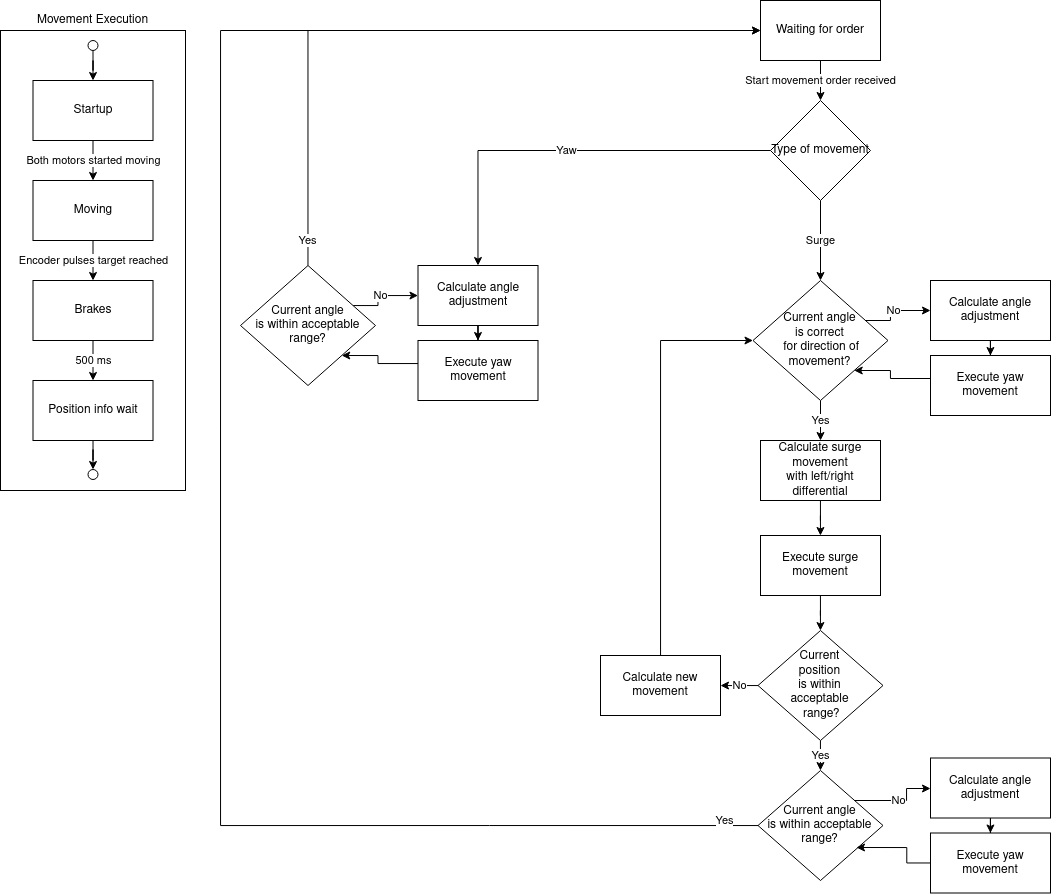 Movement Execution
Startup
Both motors started moving
Moving
Encoder pulses target reached
Brakes
500 ms
Position info wait
Waiting for order
Start movement order received
Type of movement
Yaw
Surge
Yes
Current angle
is within acceptable
range?
No
Calculate angle
adjustment
Execute yaw
movement
Current angle
is correct
for direction of
movement?
No
Calculate angle
adjustment
Execute yaw
movement
Yes
Calculate surge
movement
with left/right
differential
Execute surge
movement
Current
position
is within
acceptable
range?
No
Calculate new
movement
Yes
Current angle
is within acceptable
range?
Yes
No
Calculate angle
adjustment
Execute yaw
movement